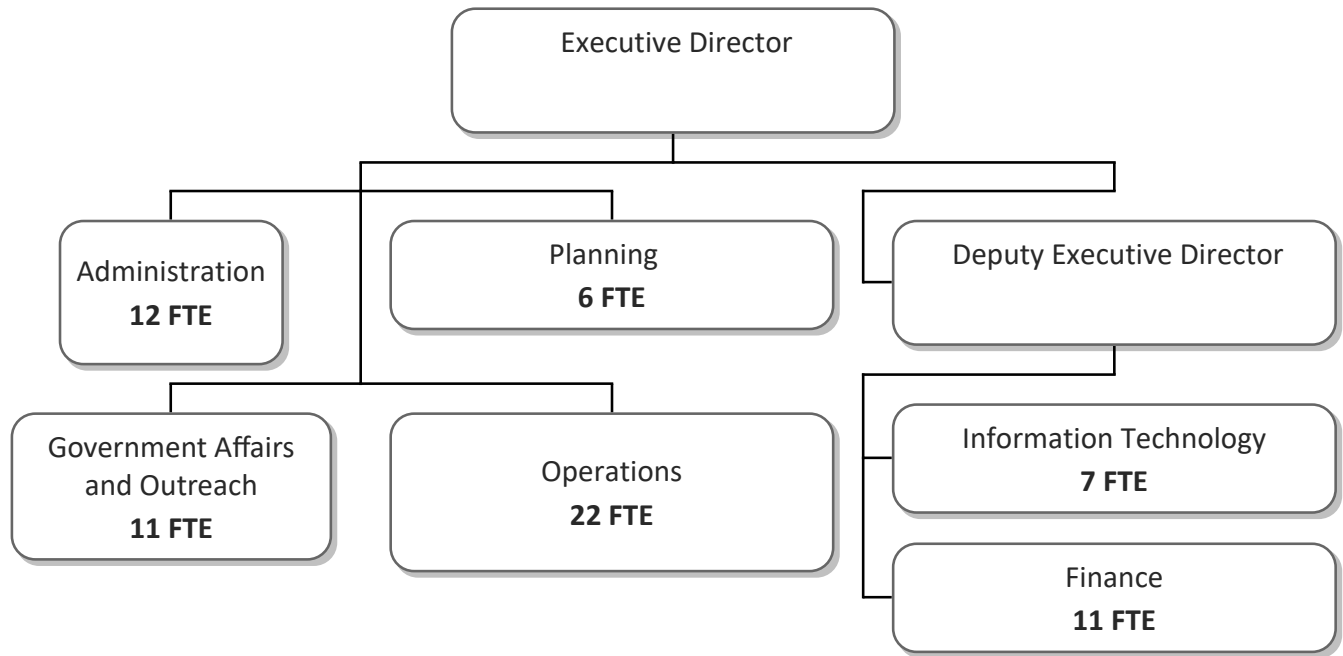 Executive Director
Administration
12 FTE
Planning
6 FTE
Deputy Executive Director
Government Affairs
and Outreach
11 FTE
Operations
22 FTE
Information Technology
7 FTE
Finance
11 FTE